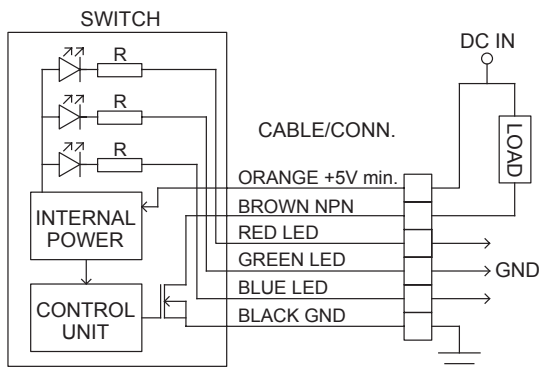 SWITCH
DC IN
R
R
CABLE/CONN.
R
LOAD
ORANGE +5V min.
BROWN NPN
INTERNAL
POWER
RED LED
GREEN LED
GND
BLUE LED
CONTROL
UNIT
BLACK GND